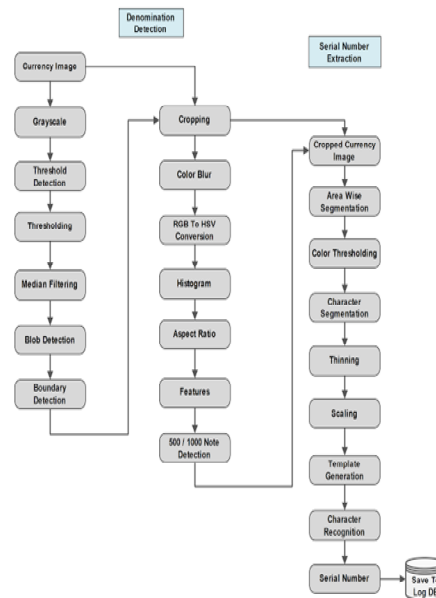 Denomination
Detection
Serial Number
Extraction
Currency Image
Grayscale
Threshold
Detection
Thresholding
Median Filtering
Blob Detection
Boundary
Detection
Cropping
Color Blur
RGB To HSV
Conversion
Histogram
Aspect Ratio
Features
500 / 1000 Note
Detection
Cropped Currency
Image
Area Wise
Segmentation
Color Thresholding
Character
Segmentation
Thinning
Scaling
Template
Generation
Character
Recognition
Serial Number
Save To
Log DB